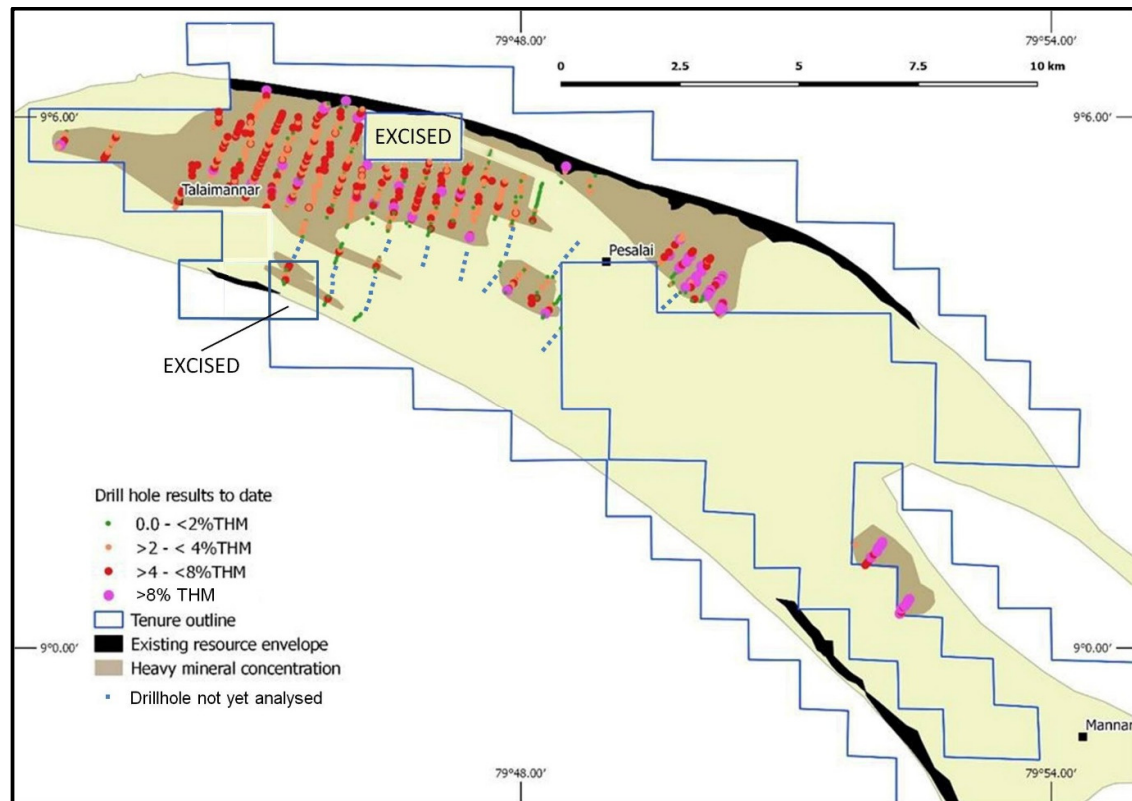 79°48.00'
79°54.00'
0
2.5
5
7.5
10 km
9°6.00'
9°6.00'
EXCISED
Talaimannar
Pesalai
EXCISED
Drill hole results to date
0.0 - <2%THM
>2 - < 4%THM
>4 - <8%THM
>8% THM
Tenure outline
Existing resource envelope
Heavy mineral concentration
Drillhole not yet analysed
9°0.00'
9°0.00'
Mannar
79°48.00'
79°54.00'